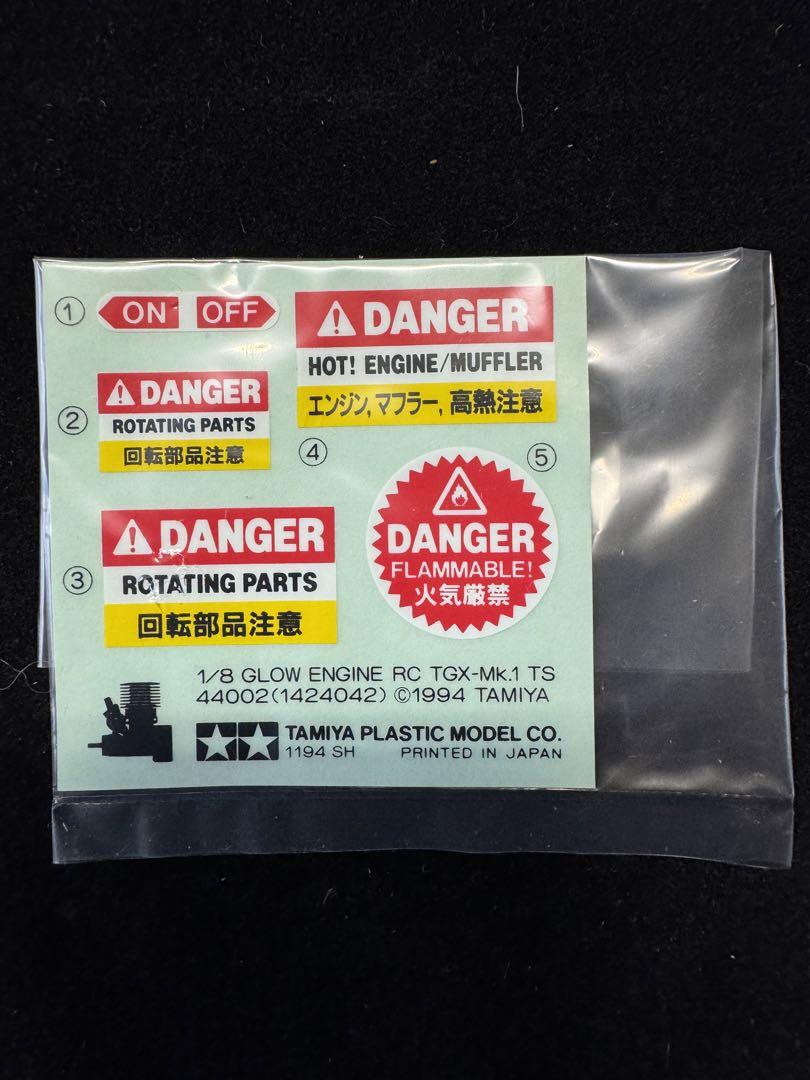 ① ON OFF
DANGER
HOT! ENGINE/MUFFLER
エンジン,マフラー,高熱注意
④
② DANGER
ROTATING PARTS
回転部品注意
⑤
DANGER
FLAMMABLE!
火気厳禁
③ DANGER
ROTATING PARTS
回転部品注意
1/8 GLOW ENGINE RC TGX-Mk.1 TS
44002(1424042) ©1994 TAMIYA
TAMIYA PLASTIC MODEL CO.
1194 SH PRINTED IN JAPAN